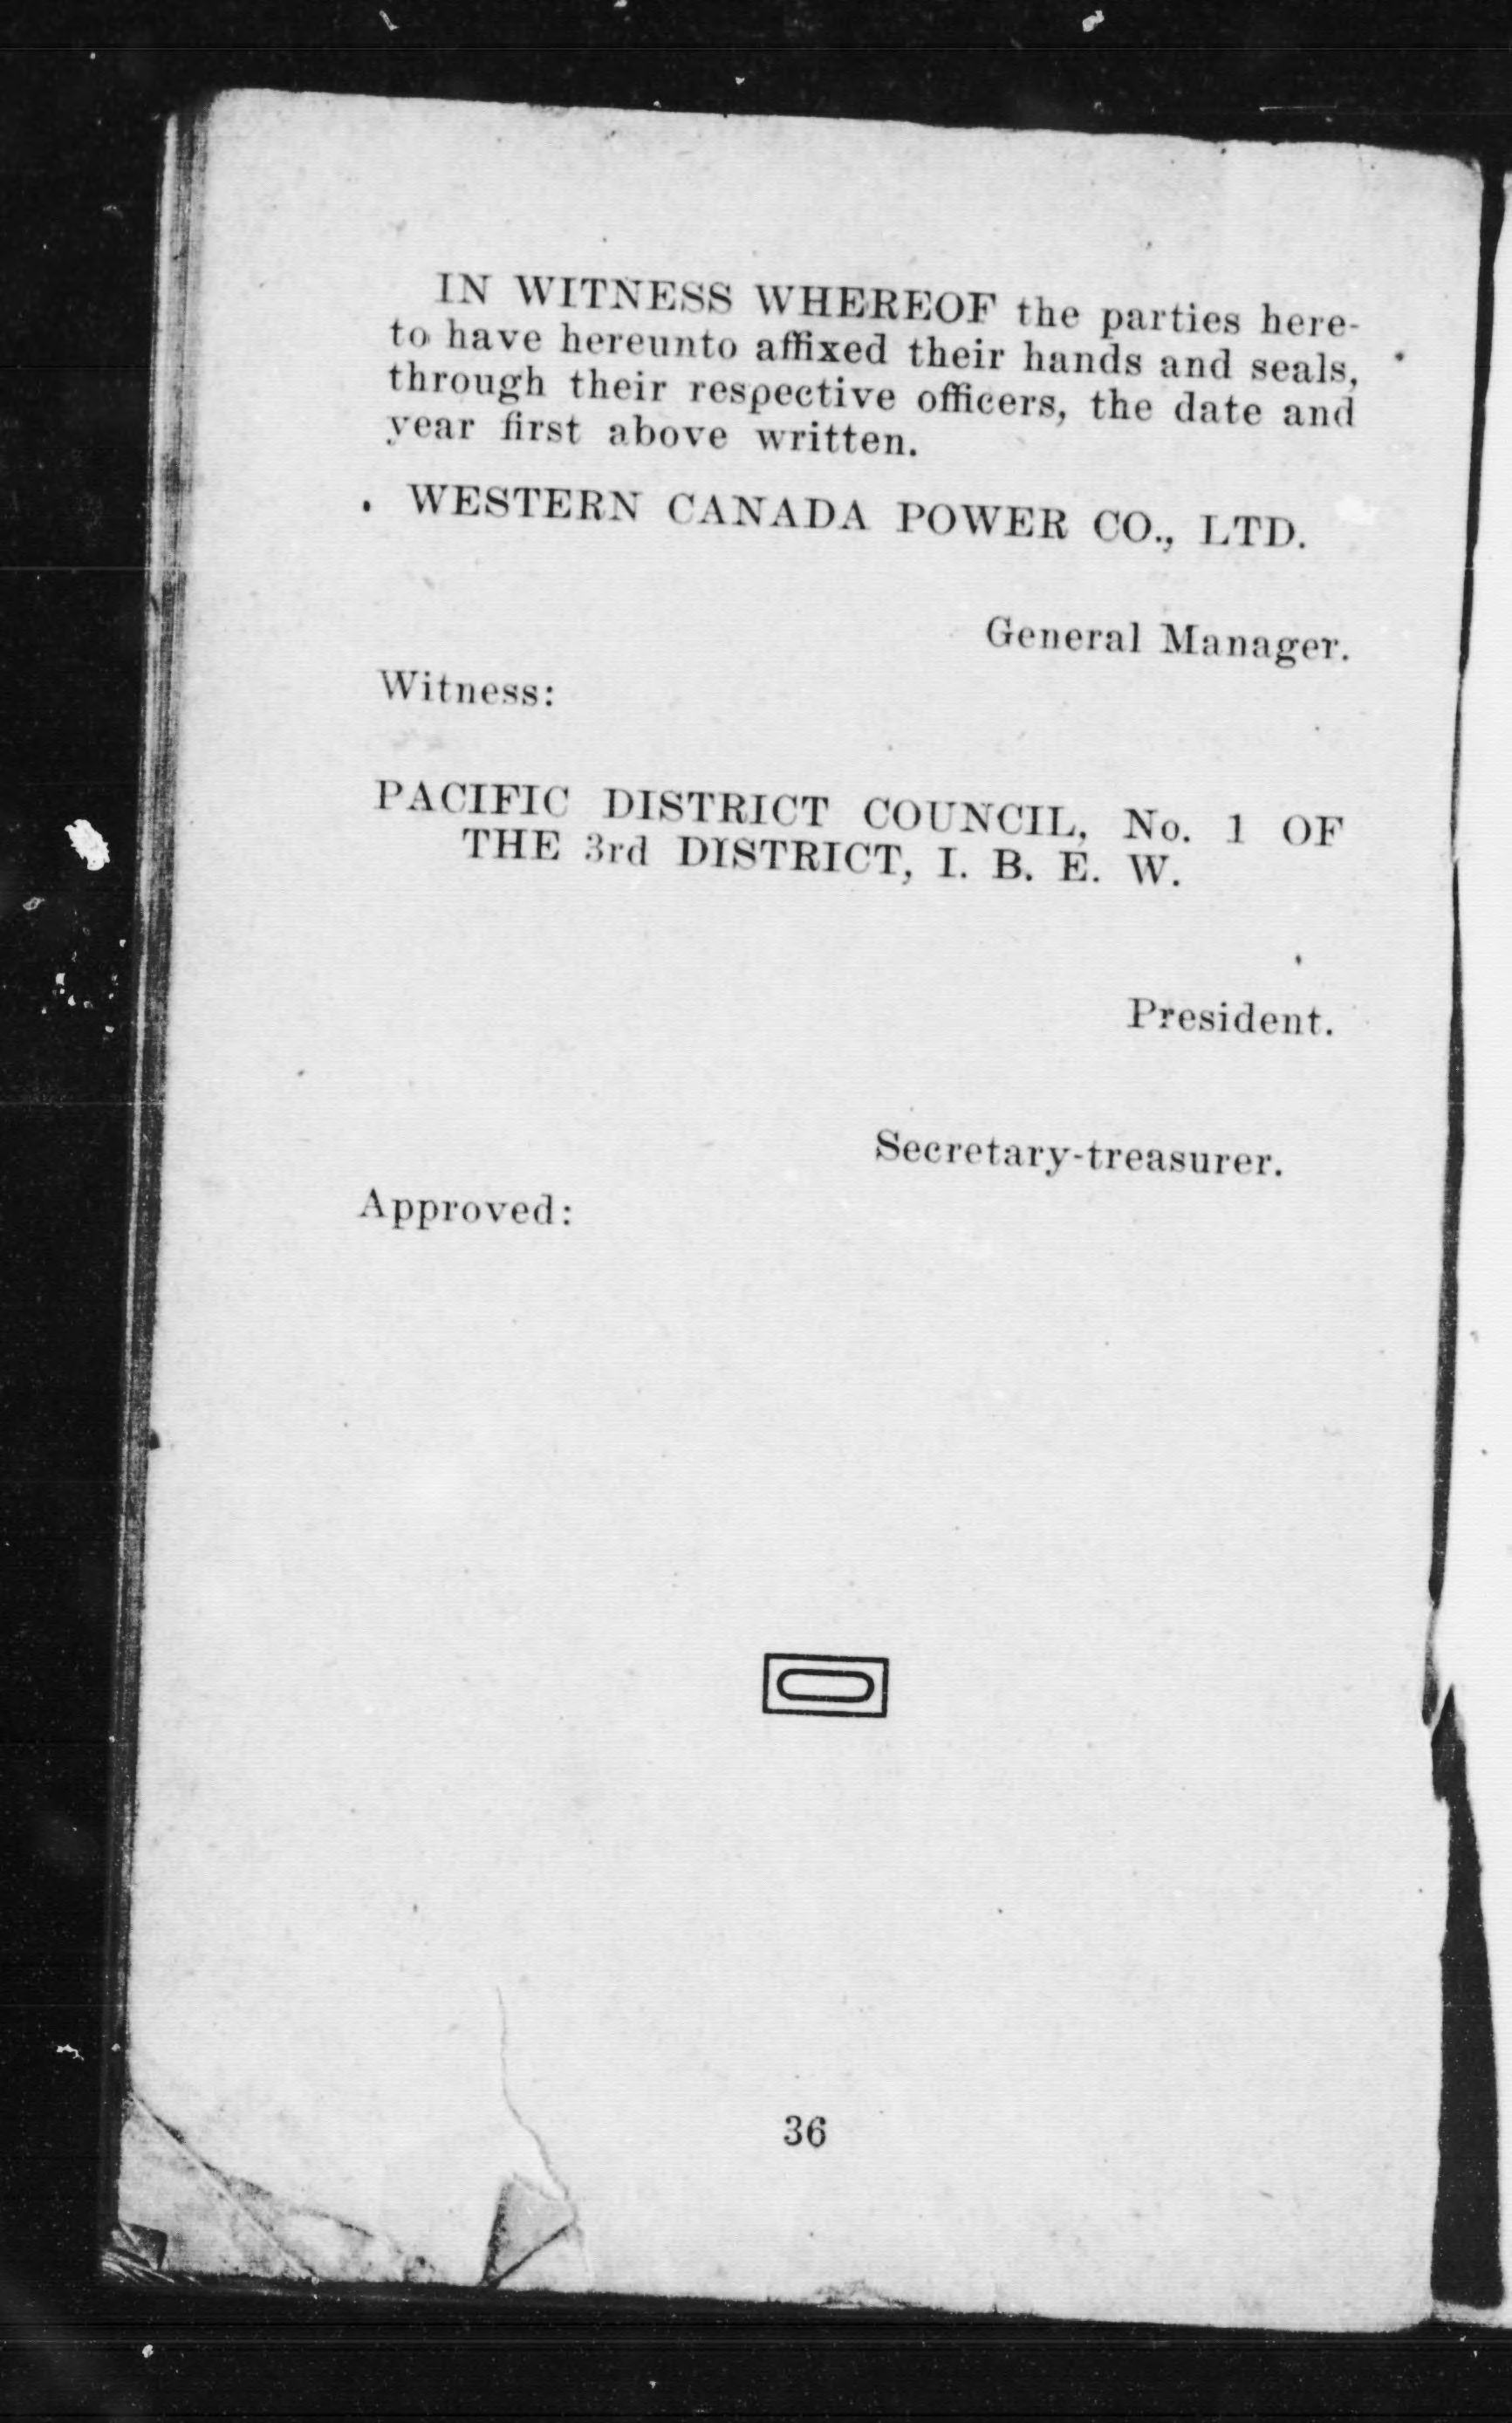 IN WITNESS WHEREOF the parties here-
to have hereunto affixed their hands and seals,
through their respective officers, the date and
year first above written.
WESTERN CANADA POWER CO., LTD.
General Manager.
Witness:
PACIFIC DISTRICT COUNCIL, No. 1 OF
THE 3rd DISTRICT, I. B. E. W.
President.
Secretary-treasurer.
Approved:
36